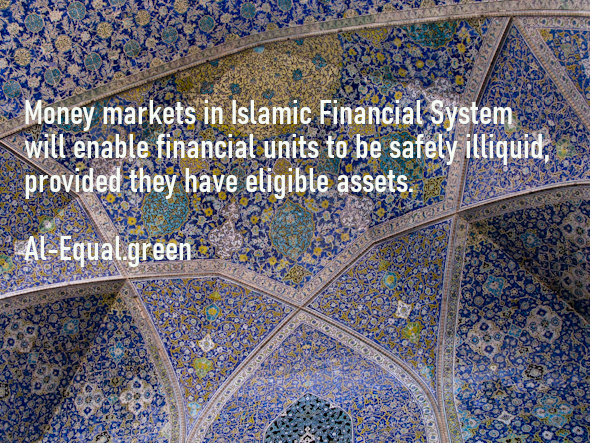 Money markets in Islamic Financial System
will enable financial units to be safely illiquid,
provided they have eligible assets.
Al-Equal.green